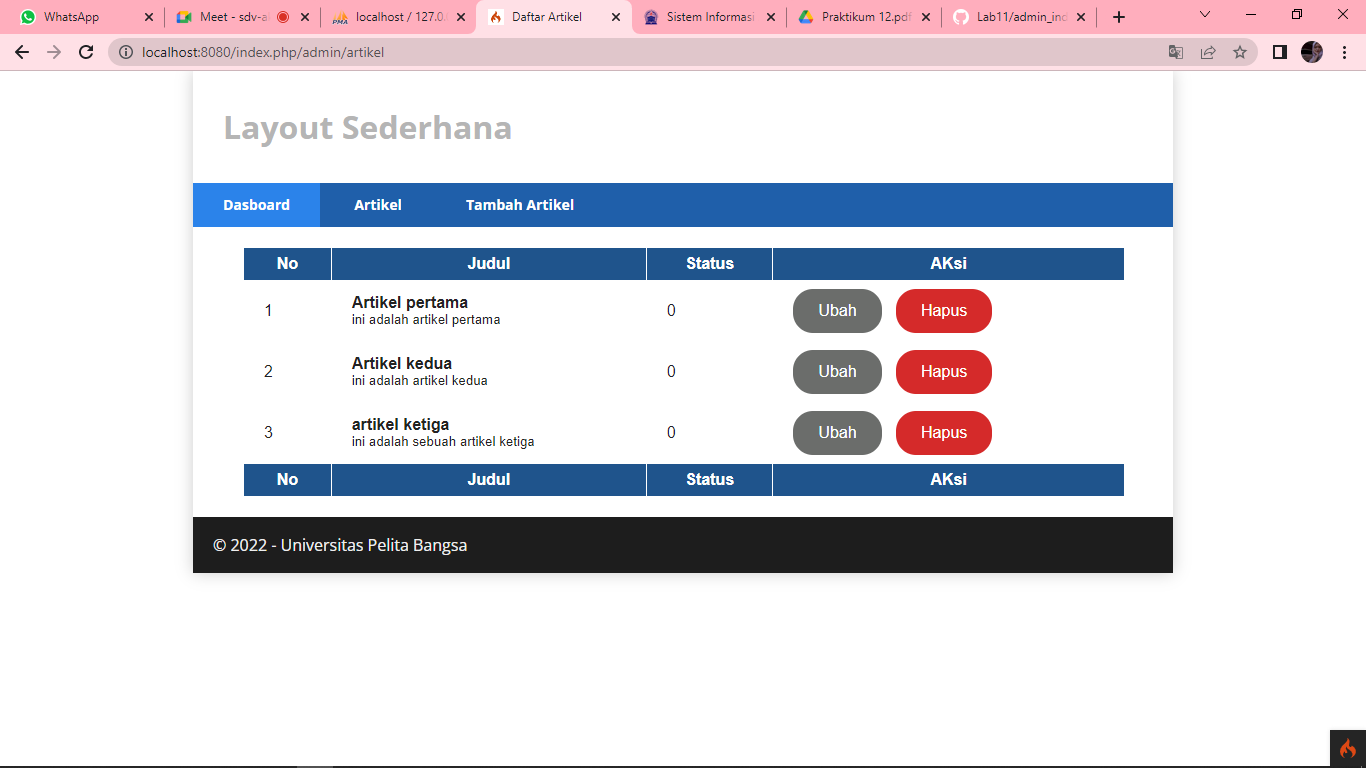 WhatsApp
Meet - sdv-a
localhost / 127.0.
Daftar Artikel
Sistem Informasi
Praktikum 12.pdf
Lab11/admin_ind
localhost:8080/index.php/admin/artikel
Layout Sederhana
Dasboard Artikel Tambah Artikel
No Judul Status AKsi
1 Artikel pertama 0 Ubah Hapus
ini adalah artikel pertama
2 Artikel kedua 0 Ubah Hapus
ini adalah artikel kedua
3 artikel ketiga 0 Ubah Hapus
ini adalah sebuah artikel ketiga
No Judul Status AKsi
© 2022 - Universitas Pelita Bangsa